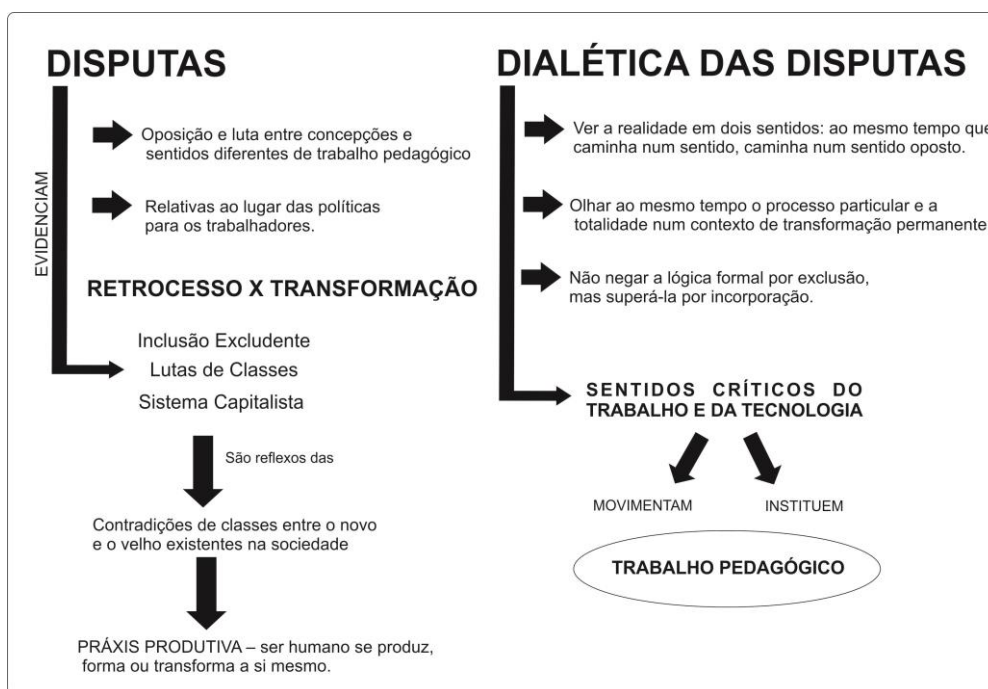 DISPUTAS
EVIDENCIAM
Oposição e luta entre concepções e
sentidos diferentes de trabalho pedagógico
Relativas ao lugar das políticas
para os trabalhadores.
RETROCESSO X TRANSFORMAÇÃO
Inclusão Excludente
Lutas de Classes
Sistema Capitalista
São reflexos das
Contradições de classes entre o novo
e o velho existentes na sociedade
PRÁXIS PRODUTIVA – ser humano se produz,
forma ou transforma a si mesmo.
DIALÉTICA DAS DISPUTAS
Ver a realidade em dois sentidos: ao mesmo tempo que
caminha num sentido, caminha num sentido oposto.
Olhar ao mesmo tempo o processo particular e a
totalidade num contexto de transformação permanente
Não negar a lógica formal por exclusão,
mas superá-la por incorporação.
SENTIDOS CRÍTICOS DO
TRABALHO E DA TECNOLOGIA
MOVIMENTAM
INSTITUEM
TRABALHO PEDAGÓGICO